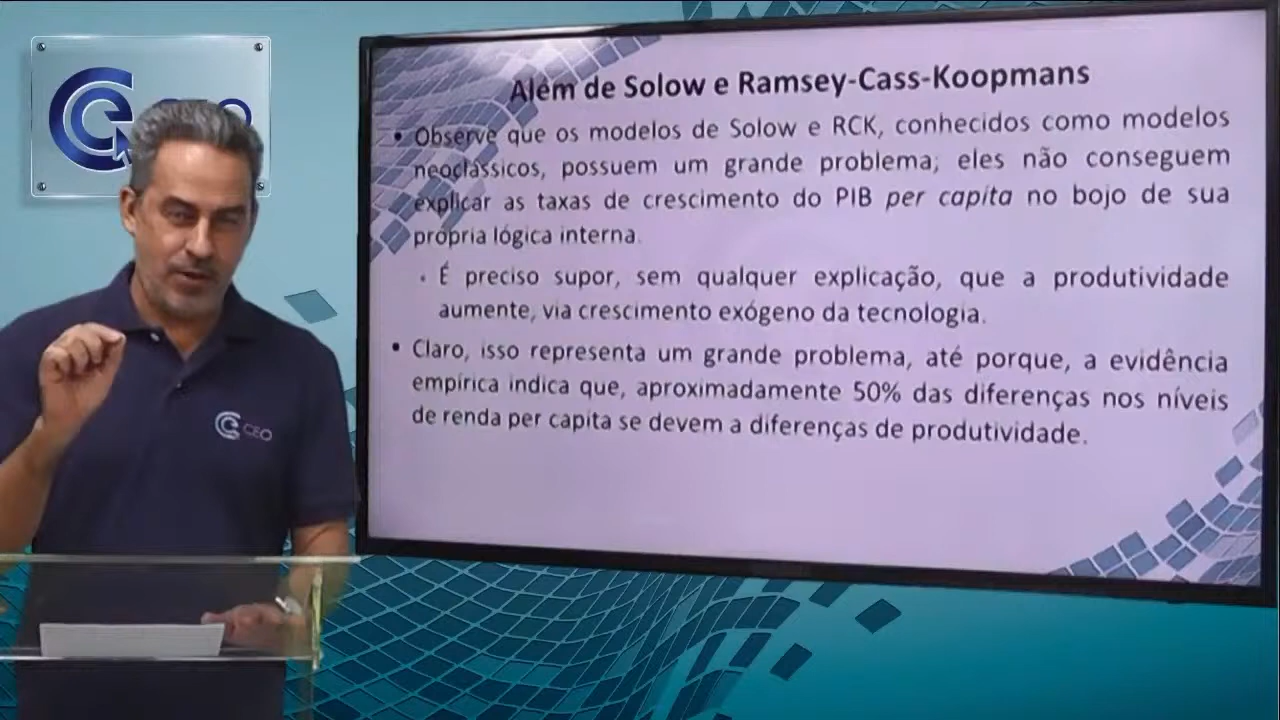 CEO
Além de Solow e Ramsey-Cass-Koopmans
• Observe que os modelos de Solow e RCK, conhecidos como modelos
neoclássicos, possuem um grande problema; eles não conseguem
explicar as taxas de crescimento do PIB per capita no bojo de sua
própria lógica interna.
• É preciso supor, sem qualquer explicação, que a produtividade
aumente, via crescimento exógeno da tecnologia.
• Claro, isso representa um grande problema, até porque, a evidência
empírica indica que, aproximadamente 50% das diferenças nos níveis
de renda per capita se devem a diferenças de produtividade.